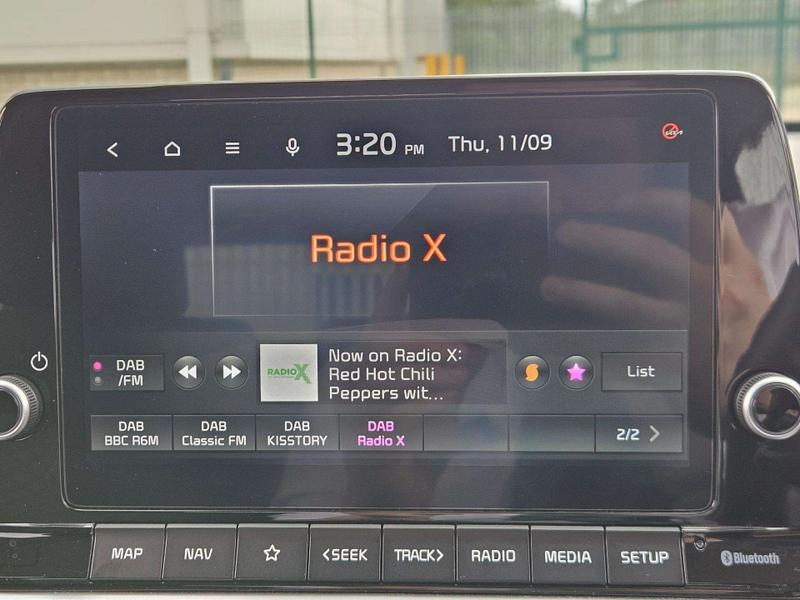 3:20 PM Thu, 11/09
Radio X
DAB
/FM
RADIO X
Now on Radio X:
Red Hot Chili
Peppers wit...
List
DAB
BBC R6M
DAB
Classic FM
DAB
KISSTORY
DAB
Radio X
2/2
MAP NAV <SEEK TRACK> RADIO MEDIA SETUP
Bluetooth